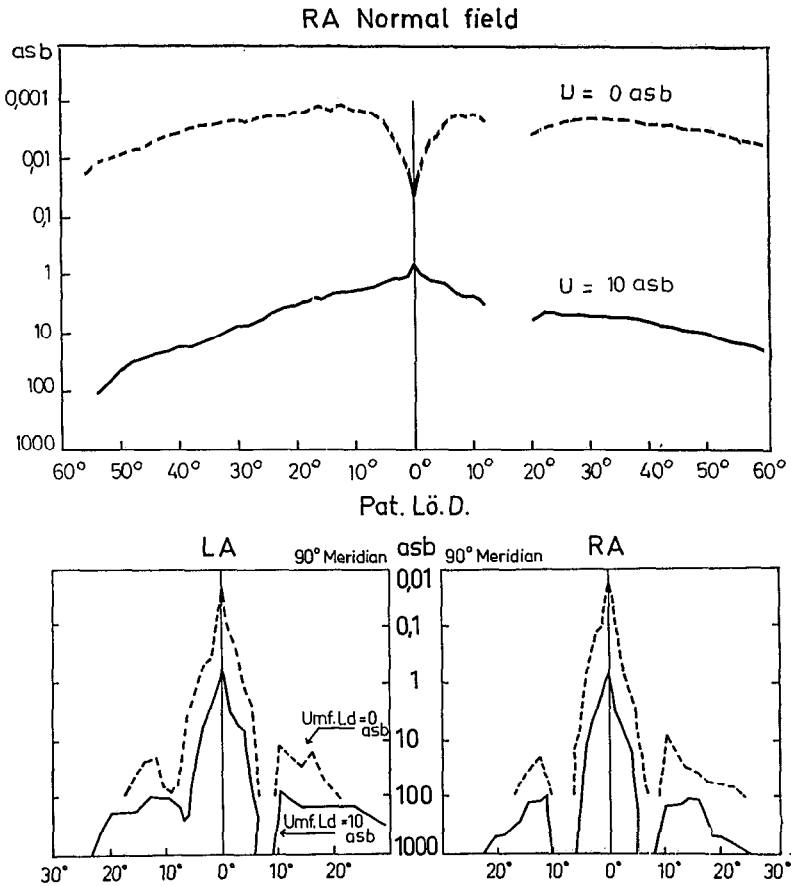 RA Normal field
asb
0,001
0,01
0,1
1
10
100
1000
U = 0 asb
U = 10 asb
60° 50° 40° 30° 20° 10° 0° 10° 20° 30° 40° 50° 60°
Pat. Lö. D.
LA 90° Meridian asb 90° Meridian RA
0,01
0,1
1
10
100
1000
Umf. Ld=0
asb
Umf. Ld=10
asb
30° 20° 10° 0° 10° 20° 20° 10° 0° 10° 20° 30°